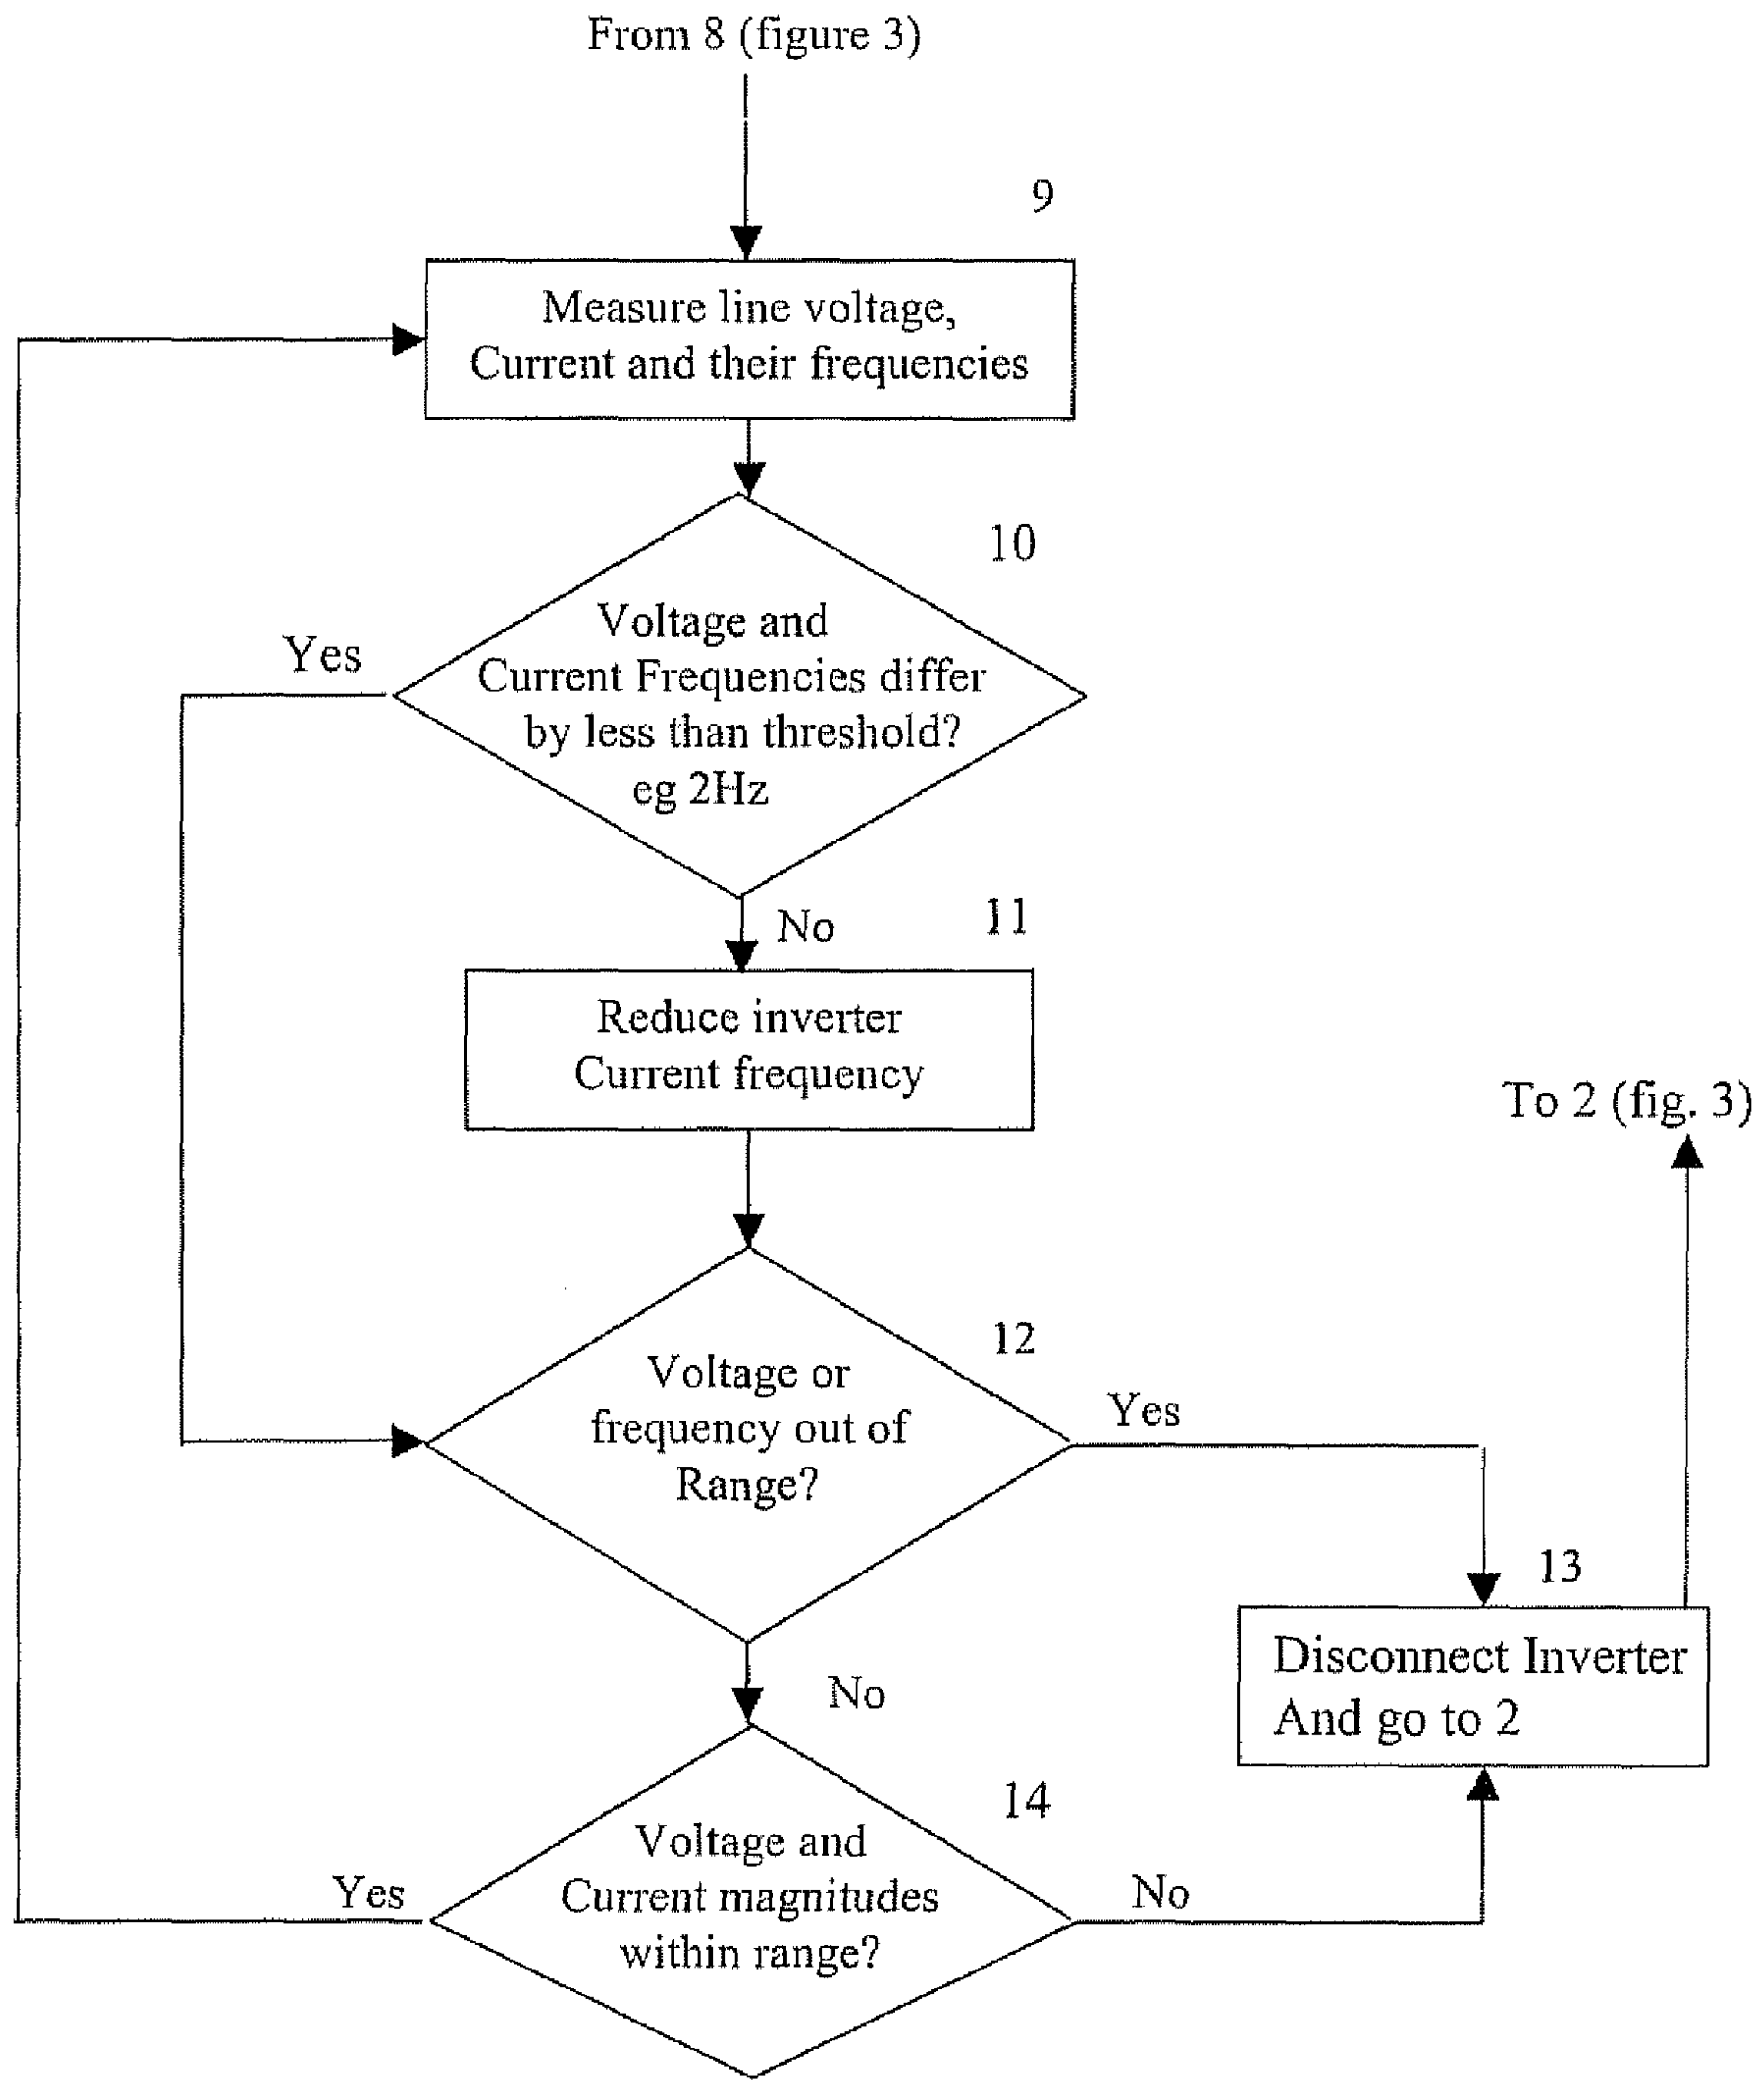 From 8 (figure 3)
9
Measure line voltage,
Current and their frequencies
10
Voltage and
Current Frequencies differ
by less than threshold?
eg 2Hz
Yes
No
11
Reduce inverter
Current frequency
To 2 (fig. 3)
12
Voltage or
frequency out of
Range?
Yes
No
13
Disconnect Inverter
And go to 2
14
Voltage and
Current magnitudes
within range?
Yes
No